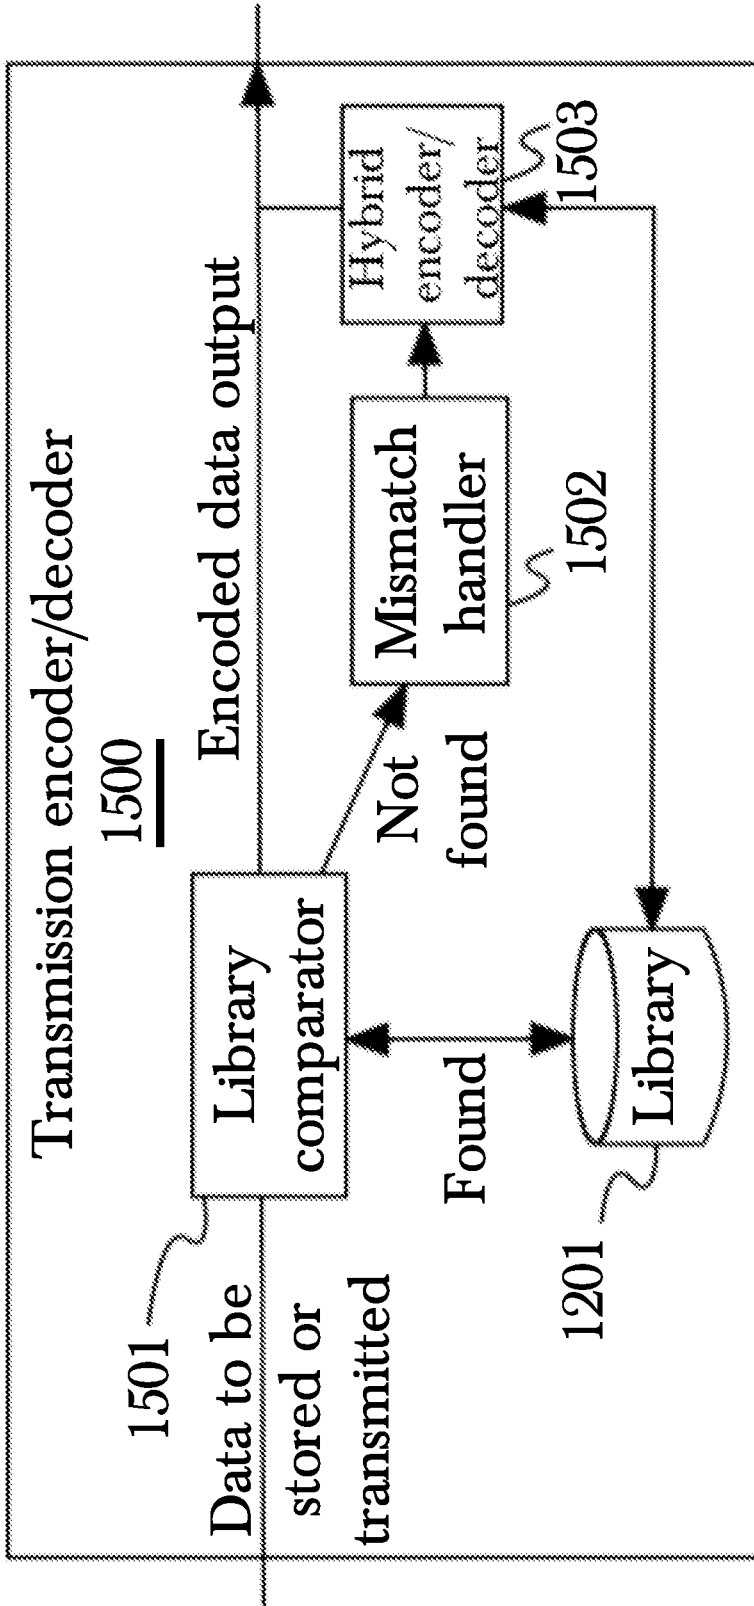 Transmission encoder/decoder
1500
1501
Data to be
stored or
transmitted
Library
comparator
Encoded data output
Found
Not
found
Mismatch
handler
1502
Hybrid
encoder/
decoder
1503
Library
1201